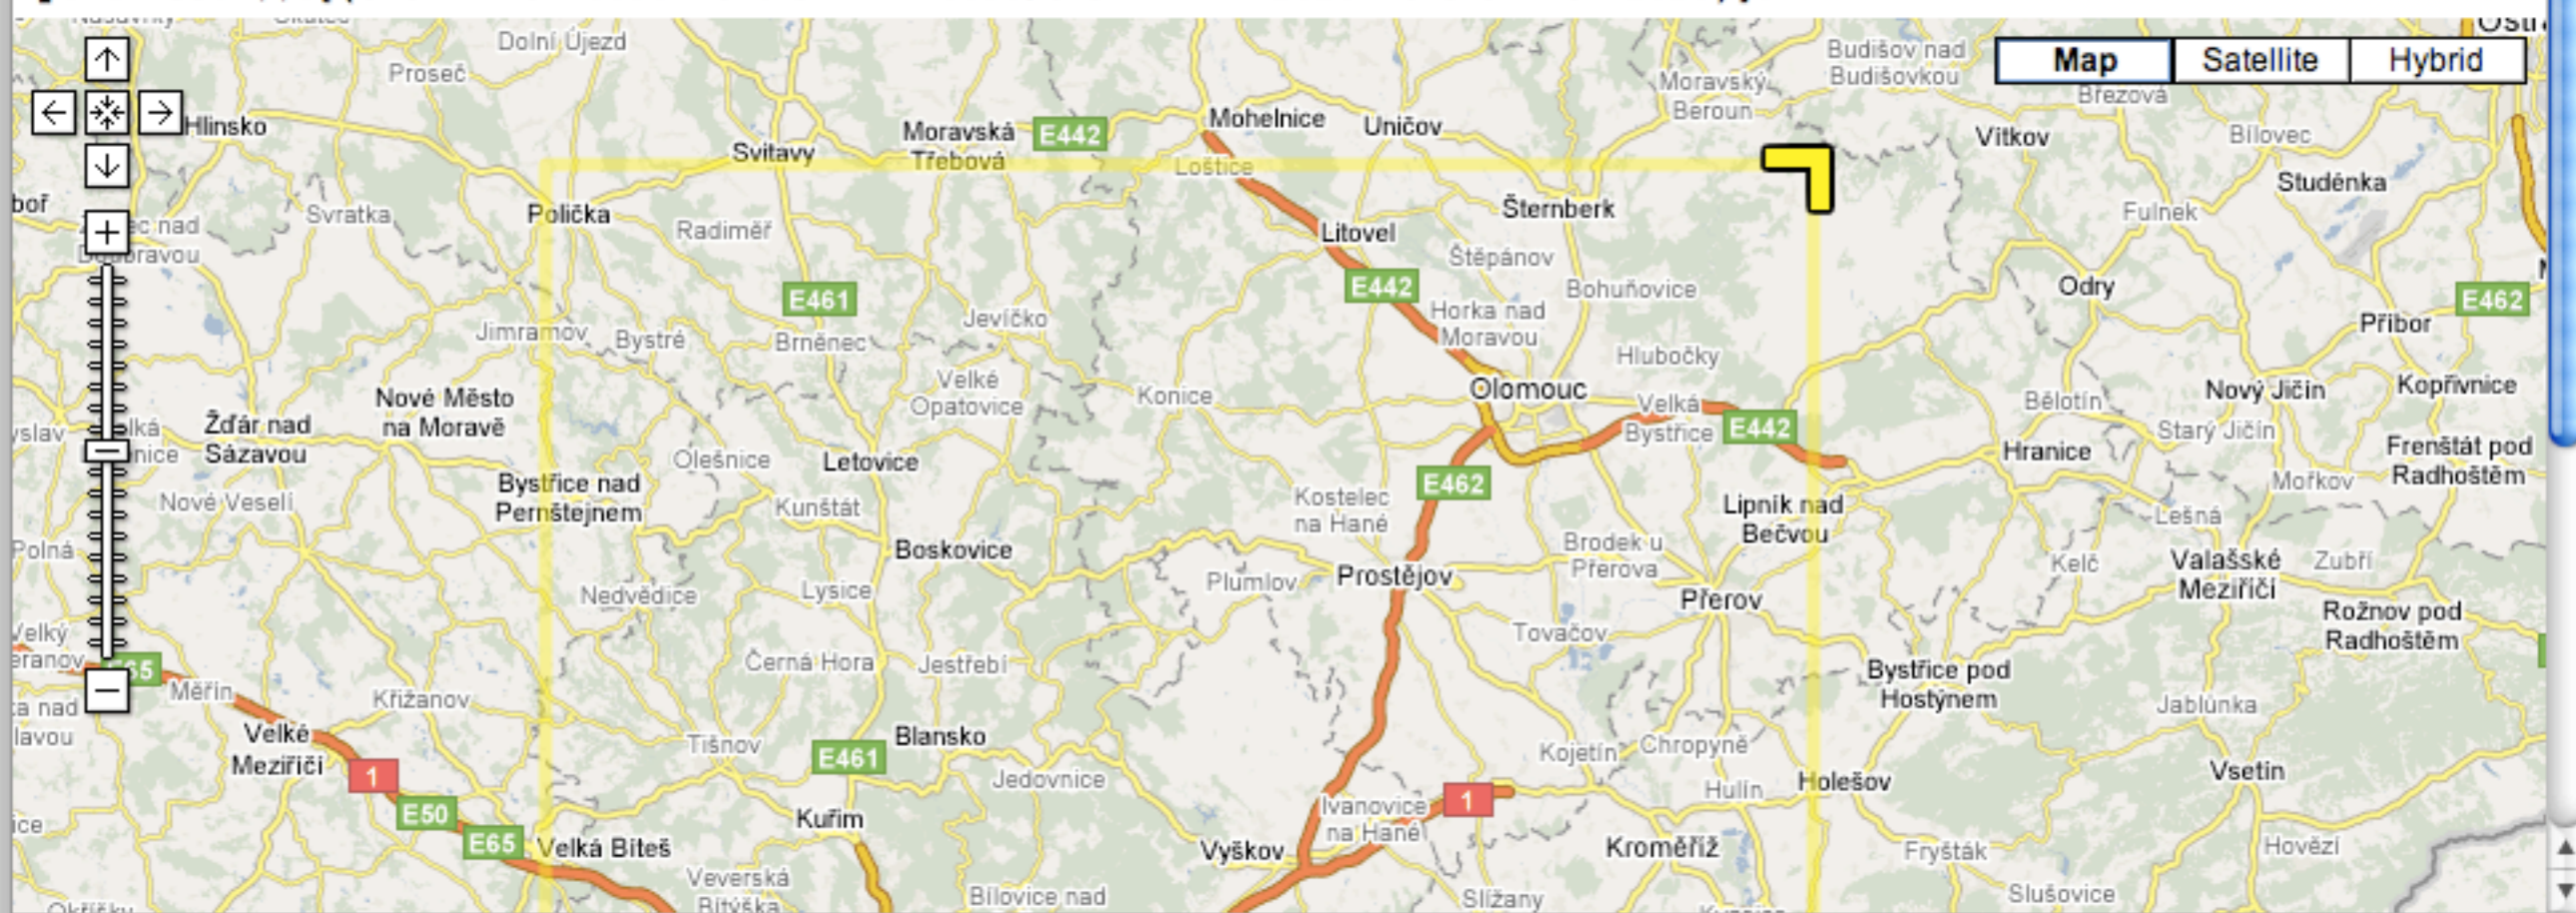 Dolní Újezd
Proseč
Hlinsko
Svitavy
Moravská
Třebová
E442
Mohelnice
Loštice
Uničov
Moravský
Beroun
Budišov nad
Budišovkou
Map
Satellite
Hybrid
Březová
Vítkov
Bílovec
Studénka
Svratka
Polička
Radiměř
Litovel
Šternberk
Štěpánov
Fulnek
E461
E442
Bohuňovice
Odry
E462
Jimramov
Bystré
Brněnec
Jevíčko
Horka nad
Moravou
Příbor
Hlubočky
Nové Město
na Moravě
Velké
Opatovice
Konice
Olomouc
Nový Jičín
Kopřivnice
Žďár nad
Sázavou
Velká
Bystřice
E442
Bělotín
Starý Jičín
Hranice
Frenštát pod
Radhoštěm
Olešnice
Letovice
Bystřice nad
Pernštejnem
E462
Mořkov
Nové Veselí
Kunštát
Kostelec
na Hané
Lipník nad
Bečvou
Lešná
Polná
Boskovice
Brodek u
Přerova
Kelč
Valašské
Meziříčí
Zubří
Nedvědice
Lysice
Plumlov
Prostějov
Přerov
Rožnov pod
Radhoštěm
Velký
Tovačov
Černá Hora
Jestřebí
Bystřice pod
Hostýnem
Měřín
Křižanov
Jablůnka
Velké
Meziříčí
Tišnov
E461
Blansko
Jedovnice
Kojetín
Chropyně
1
Vsetín
Hulín
Holešov
E50
E65
Kuřim
Ivanovice
na Hané
1
Velká Bíteš
Vyškov
Kroměříž
Fryšták
Hovězí
Veverská
Bítýška
Bílovice nad
Slížany
Slušovice
Okříšky